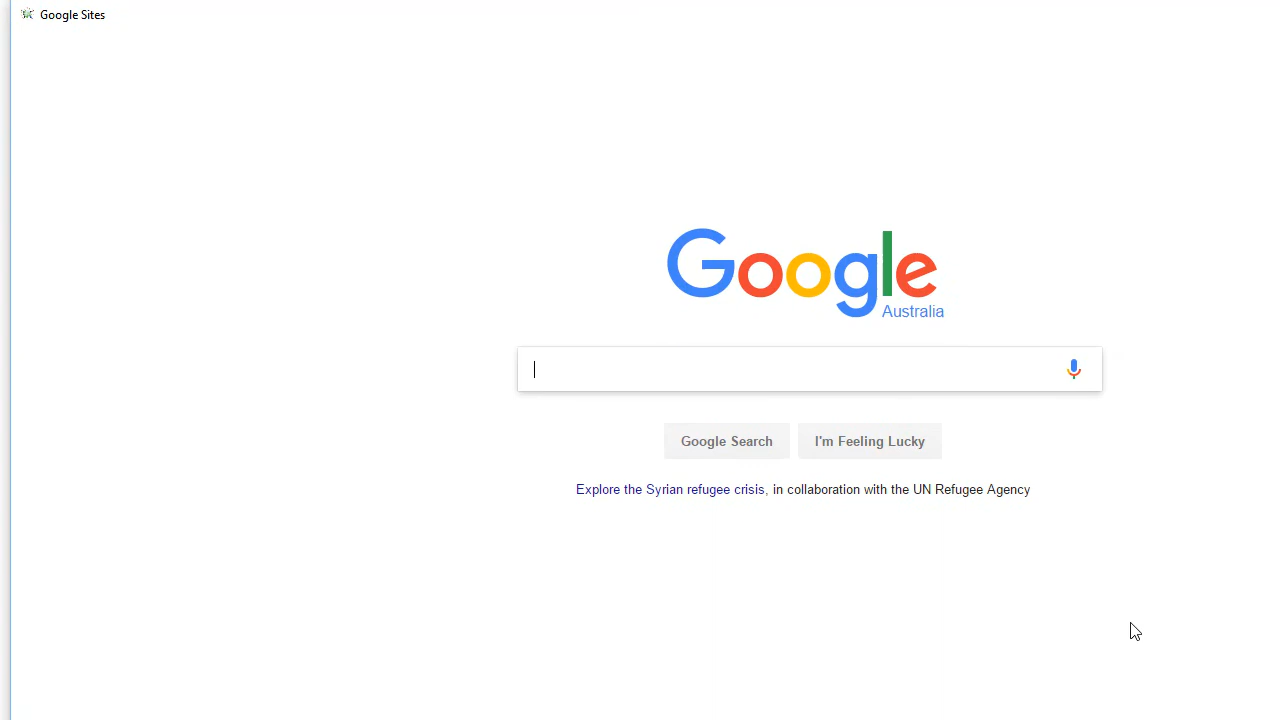 Google Sites
Google
Australia
Google Search
I'm Feeling Lucky
Explore the Syrian refugee crisis, in collaboration with the UN Refugee Agency